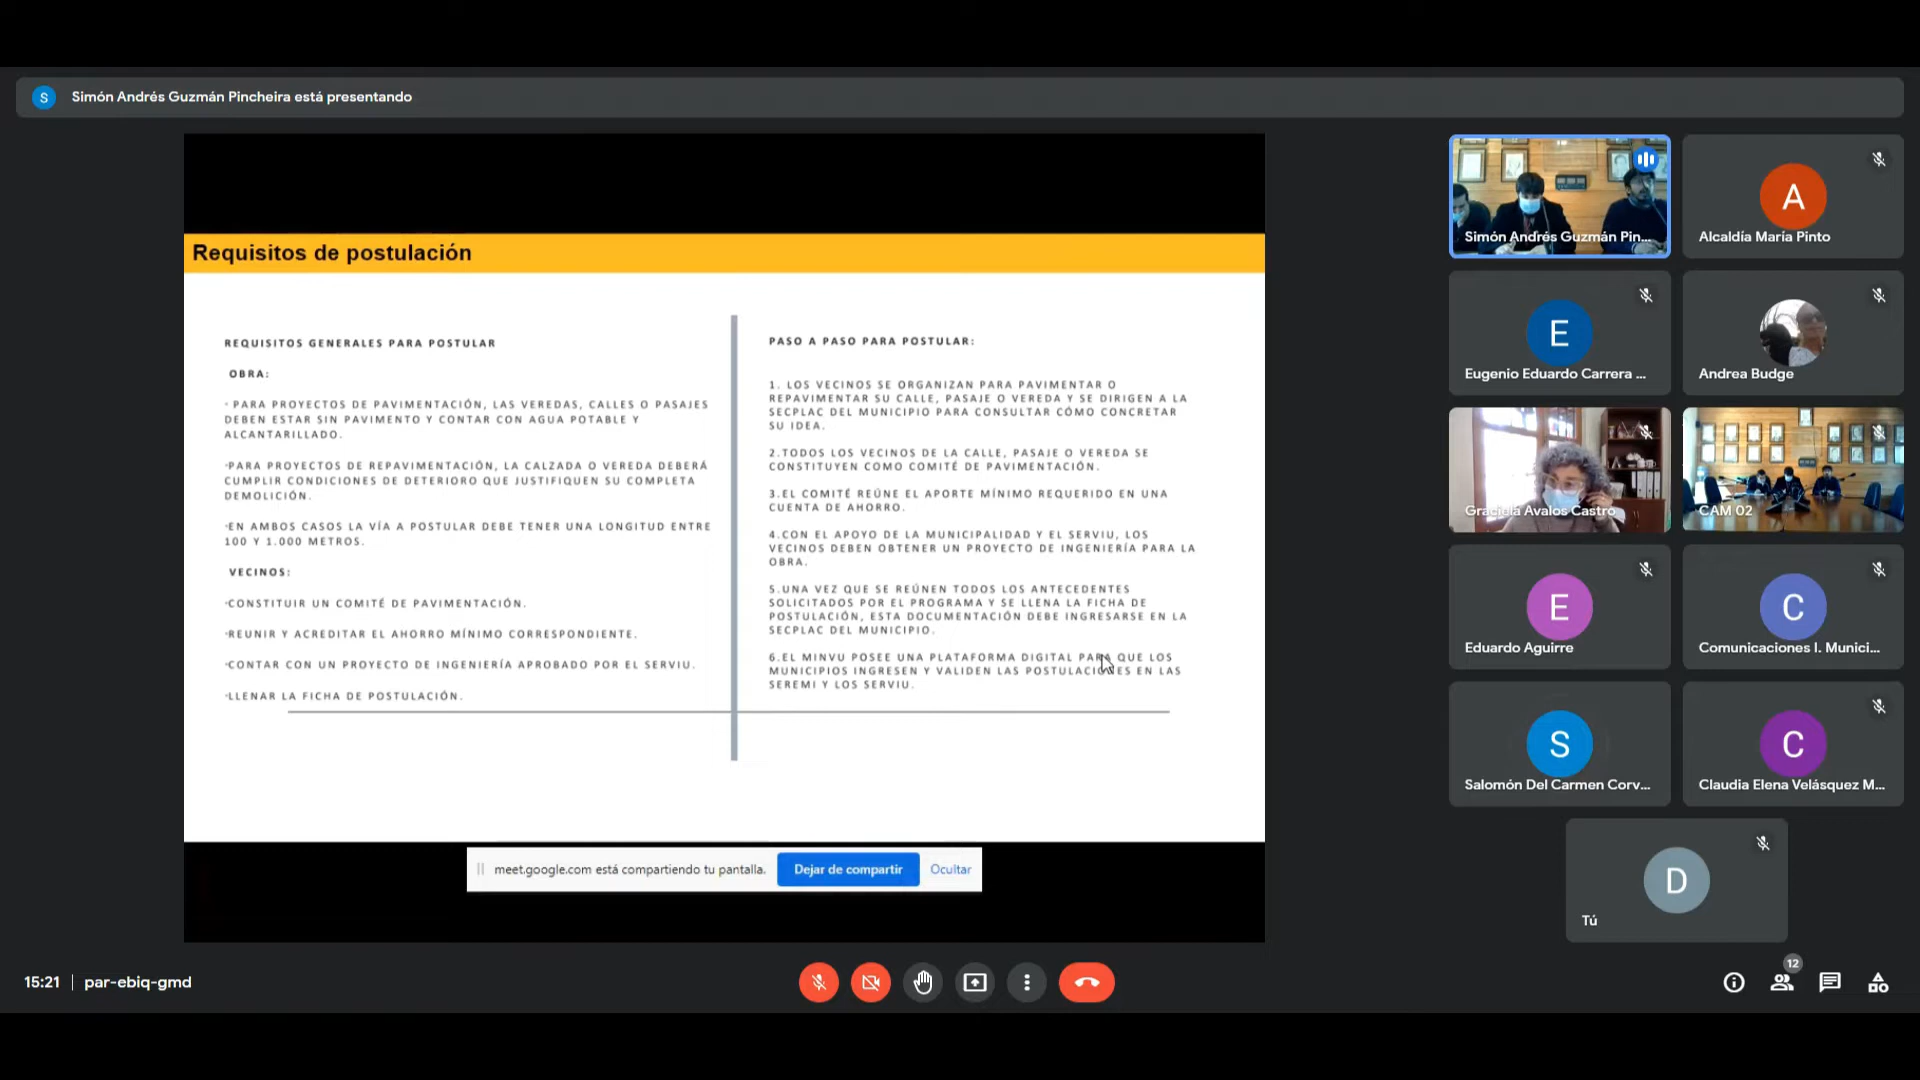 S
Simón Andrés Guzmán Pincheira está presentando
Requisitos de postulación
REQUISITOS GENERALES PARA POSTULAR
OBRA:
- PARA PROYECTOS DE PAVIMENTACIÓN, LAS VEREDAS, CALLES O PASAJES
DEBEN ESTAR SIN PAVIMENTO Y CONTAR CON AGUA POTABLE Y
ALCANTARILLADO.
-PARA PROYECTOS DE REPAVIMENTACIÓN, LA CALZADA O VEREDA DEBERÁ
CUMPLIR CONDICIONES DE DETERIORO QUE JUSTIFIQUEN SU COMPLETA
DEMOLICIÓN.
-EN AMBOS CASOS LA VÍA A POSTULAR DEBE TENER UNA LONGITUD ENTRE
100 Y 1.000 METROS.
VECINOS:
-CONSTITUIR UN COMITÉ DE PAVIMENTACIÓN.
-REUNIR Y ACREDITAR EL AHORRO MÍNIMO CORRESPONDIENTE.
-CONTAR CON UN PROYECTO DE INGENIERÍA APROBADO POR EL SERVIU.
-LLENAR LA FICHA DE POSTULACIÓN.
PASO A PASO PARA POSTULAR:
1. LOS VECINOS SE ORGANIZAN PARA PAVIMENTAR O
REPAVIMENTAR SU CALLE, PASAJE O VEREDA Y SE DIRIGEN A LA
SECPLAC DEL MUNICIPIO PARA CONSULTAR CÓMO CONCRETAR
SU IDEA.
2.TODOS LOS VECINOS DE LA CALLE, PASAJE O VEREDA SE
CONSTITUYEN COMO COMITÉ DE PAVIMENTACIÓN.
3.EL COMITÉ REÚNE EL APORTE MÍNIMO REQUERIDO EN UNA
CUENTA DE AHORRO.
4.CON EL APOYO DE LA MUNICIPALIDAD Y EL SERVIU, LOS
VECINOS DEBEN OBTENER UN PROYECTO DE INGENIERÍA PARA LA
OBRA.
5.UNA VEZ QUE SE REÚNEN TODOS LOS ANTECEDENTES
SOLICITADOS POR EL PROGRAMA Y SE LLENA LA FICHA DE
POSTULACIÓN, ESTA DOCUMENTACIÓN DEBE INGRESARSE EN LA
SECPLAC DEL MUNICIPIO.
6.EL MINVU POSEE UNA PLATAFORMA DIGITAL PARA QUE LOS
MUNICIPIOS INGRESEN Y VALIDEN LAS POSTULACIONES EN LAS
SEREMI Y LOS SERVIU.
meet.google.com está compartiendo tu pantalla.
Dejar de compartir
Ocultar
Simón Andrés Guzmán Pin...
A
Alcaldía María Pinto
E
Eugenio Eduardo Carrera ...
Andrea Budge
Graciela Avalos Castro
CAM 02
E
Eduardo Aguirre
C
Comunicaciones I. Munici...
S
Salomón Del Carmen Corv...
C
Claudia Elena Velásquez M...
D
Tú
15:21
par-ebiq-gmd
12